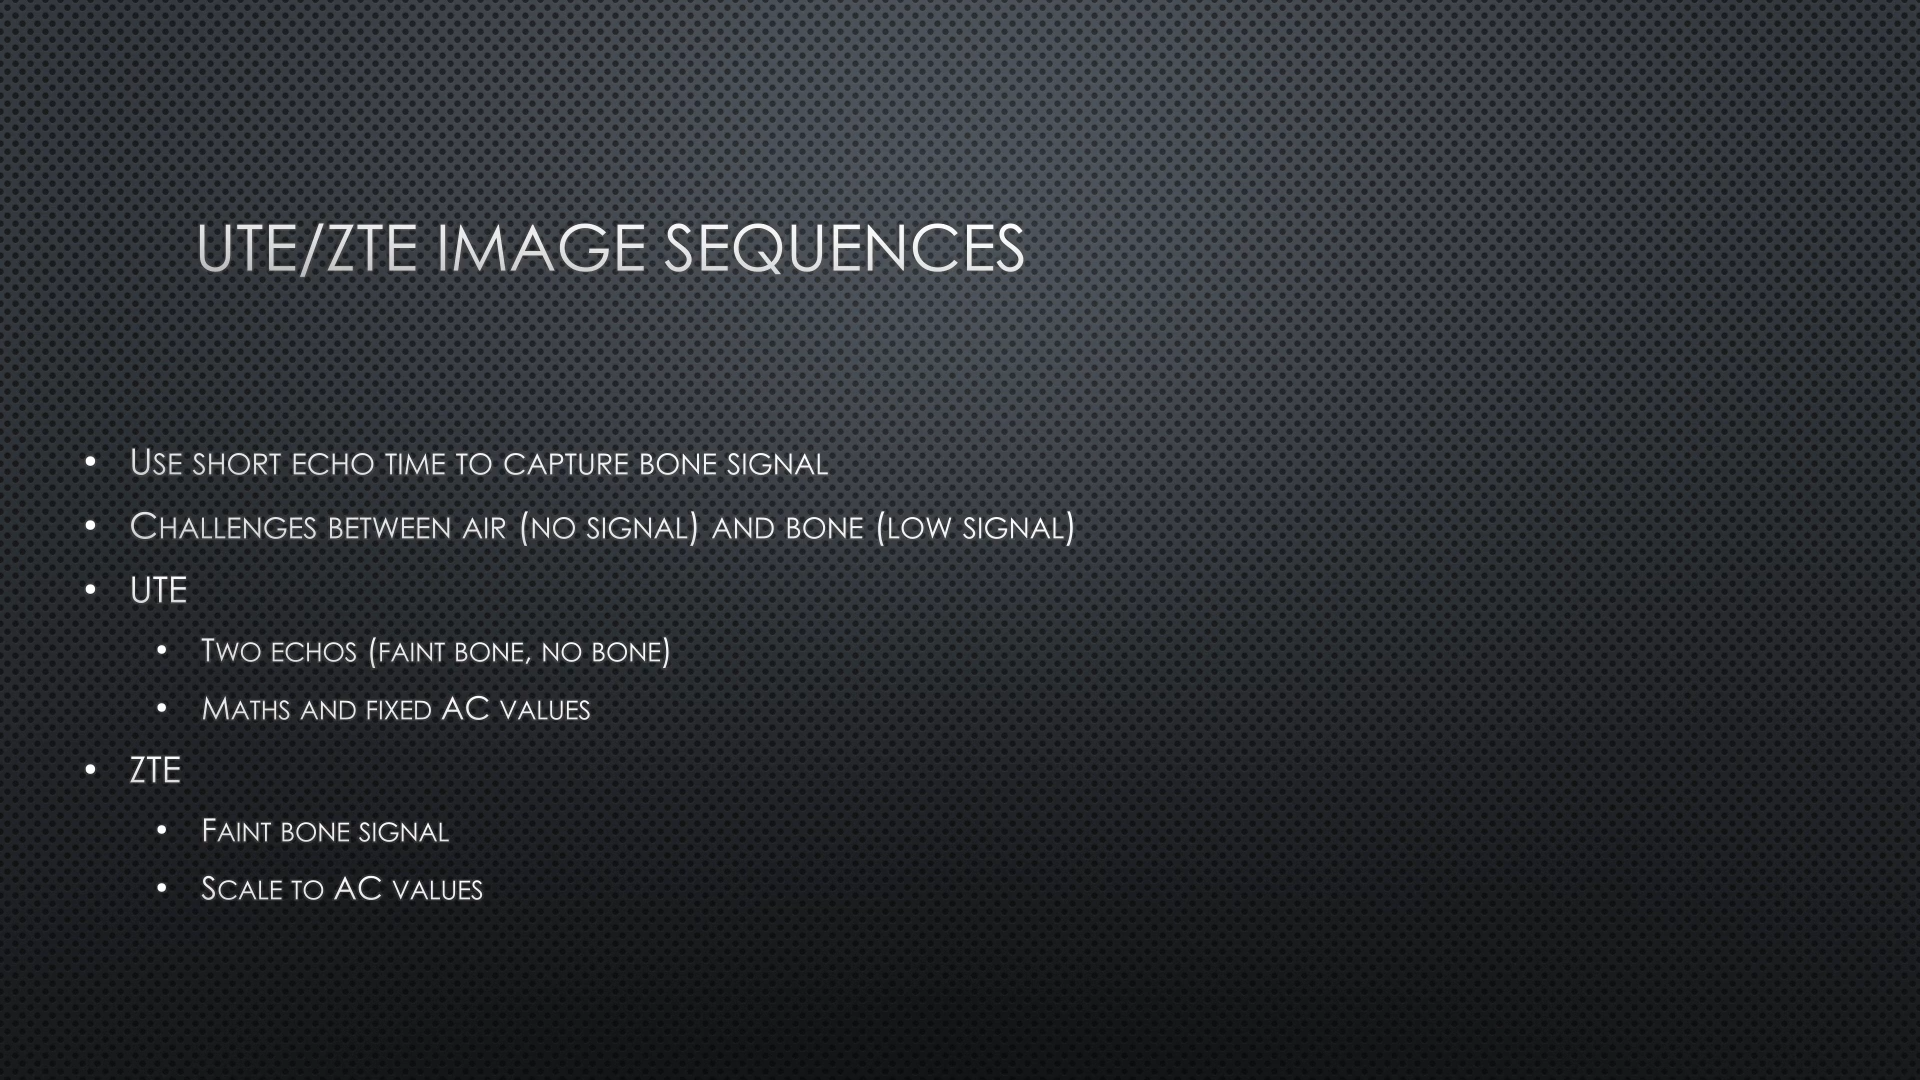 UTE/ZTE IMAGE SEQUENCES
• USE SHORT ECHO TIME TO CAPTURE BONE SIGNAL
• CHALLENGES BETWEEN AIR (NO SIGNAL) AND BONE (LOW SIGNAL)
• UTE
• TWO ECHOS (FAINT BONE, NO BONE)
• MATHS AND FIXED AC VALUES
• ZTE
• FAINT BONE SIGNAL
• SCALE TO AC VALUES